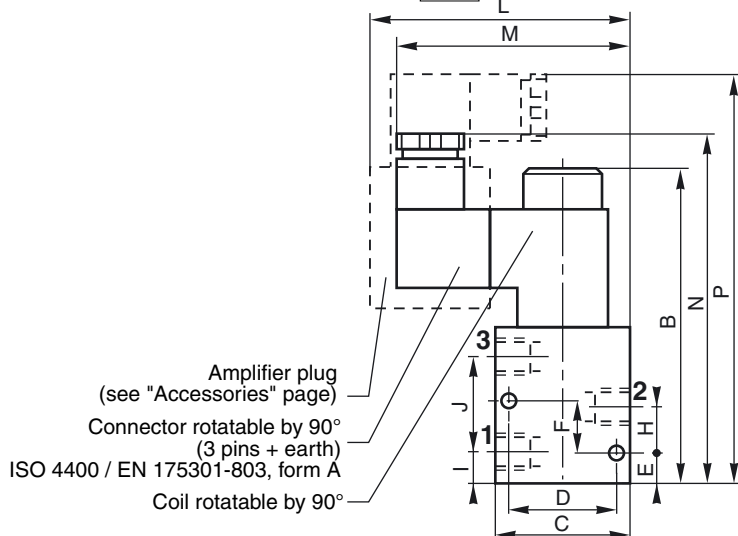 L
M
P
N
B
3
2
J
F
H
1
I
E
D
C
Amplifier plug
(see "Accessories" page)
Connector rotatable by 90°
(3 pins + earth)
ISO 4400 / EN 175301-803, form A
Coil rotatable by 90°